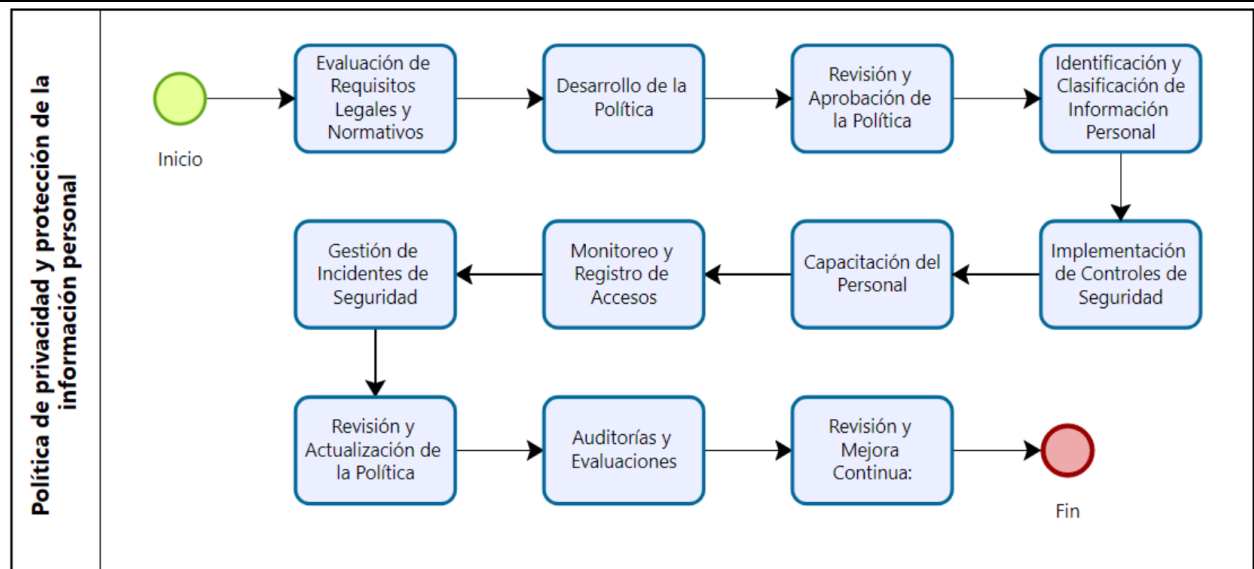 Política de privacidad y protección de la
información personal
Inicio
Evaluación de
Requisitos
Legales y
Normativos
Desarrollo de la
Política
Revisión y
Aprobación de
la Política
Identificación y
Clasificación de
Información
Personal
Implementación
de Controles de
Seguridad
Capacitación del
Personal
Monitoreo y
Registro de
Accesos
Gestión de
Incidentes de
Seguridad
Revisión y
Actualización de
la Política
Auditorías y
Evaluaciones
Revisión y
Mejora
Continua:
Fin